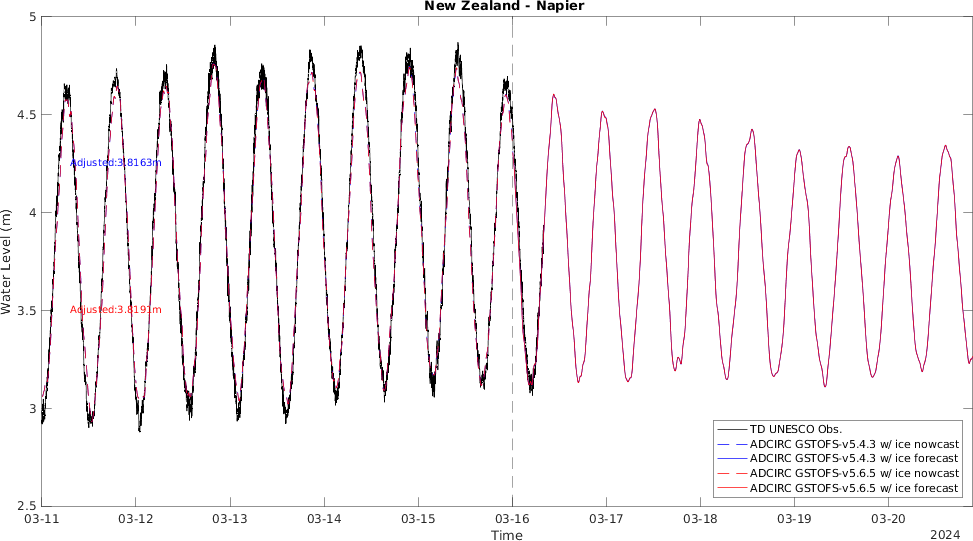 New Zealand - Napier
5
4.5
4
3.5
3
2.5
Water Level (m)
Adjusted:3.8163m
Adjusted:3.8191m
TD UNESCO Obs.
ADCIRC GSTOFS-v5.4.3 w/ ice nowcast
ADCIRC GSTOFS-v5.4.3 w/ ice forecast
ADCIRC GSTOFS-v5.6.5 w/ ice nowcast
ADCIRC GSTOFS-v5.6.5 w/ ice forecast
03-11 03-12 03-13 03-14 03-15 03-16 03-17 03-18 03-19 03-20
Time
2024